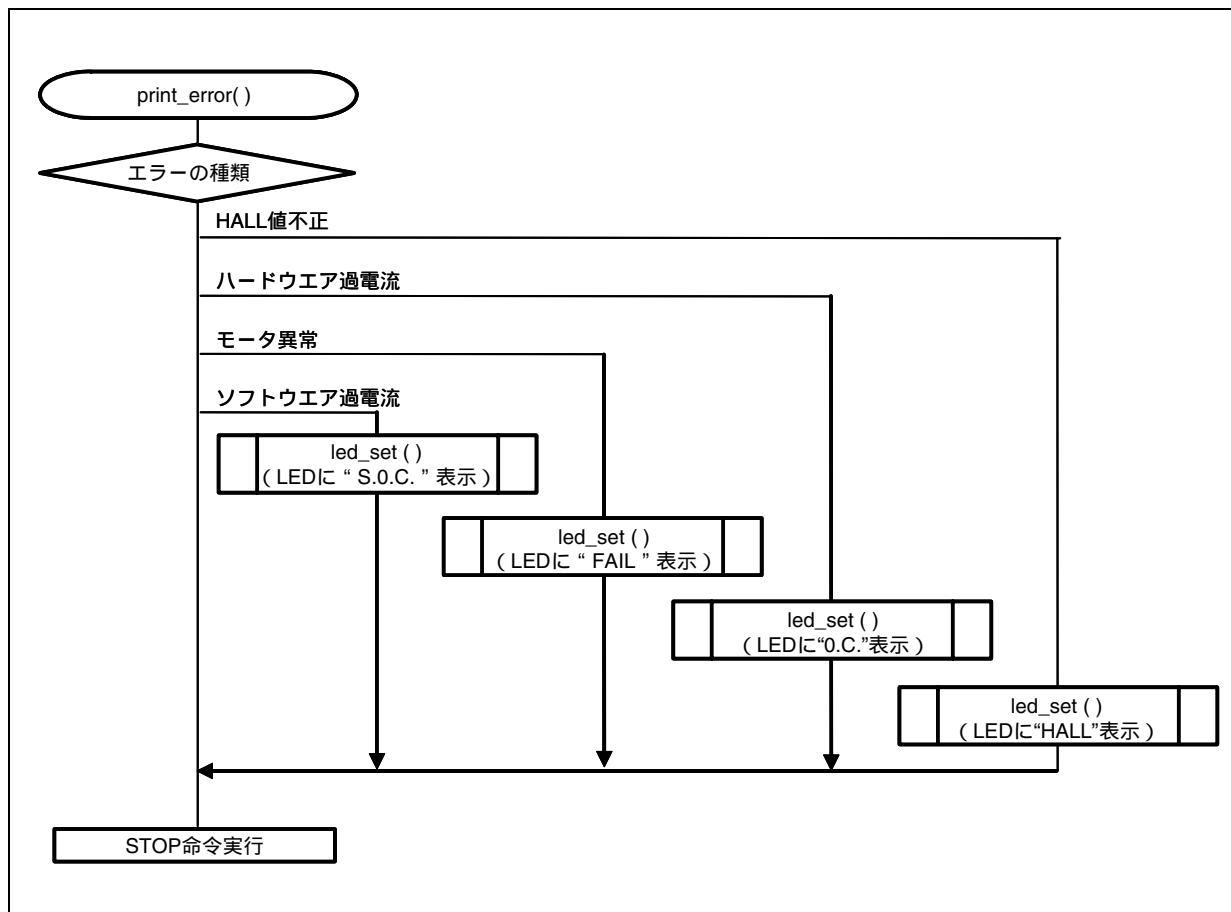 print_error( )
エラーの種類
HALL値不正
ハードウエア過電流
モータ異常
ソフトウエア過電流
led_set ( )
( LEDに “ S.0.C. ” 表示 )
led_set ( )
( LEDに “ FAIL ” 表示 )
led_set ( )
( LEDに“0.C.”表示 )
led_set ( )
( LEDに“HALL”表示 )
STOP命令実行